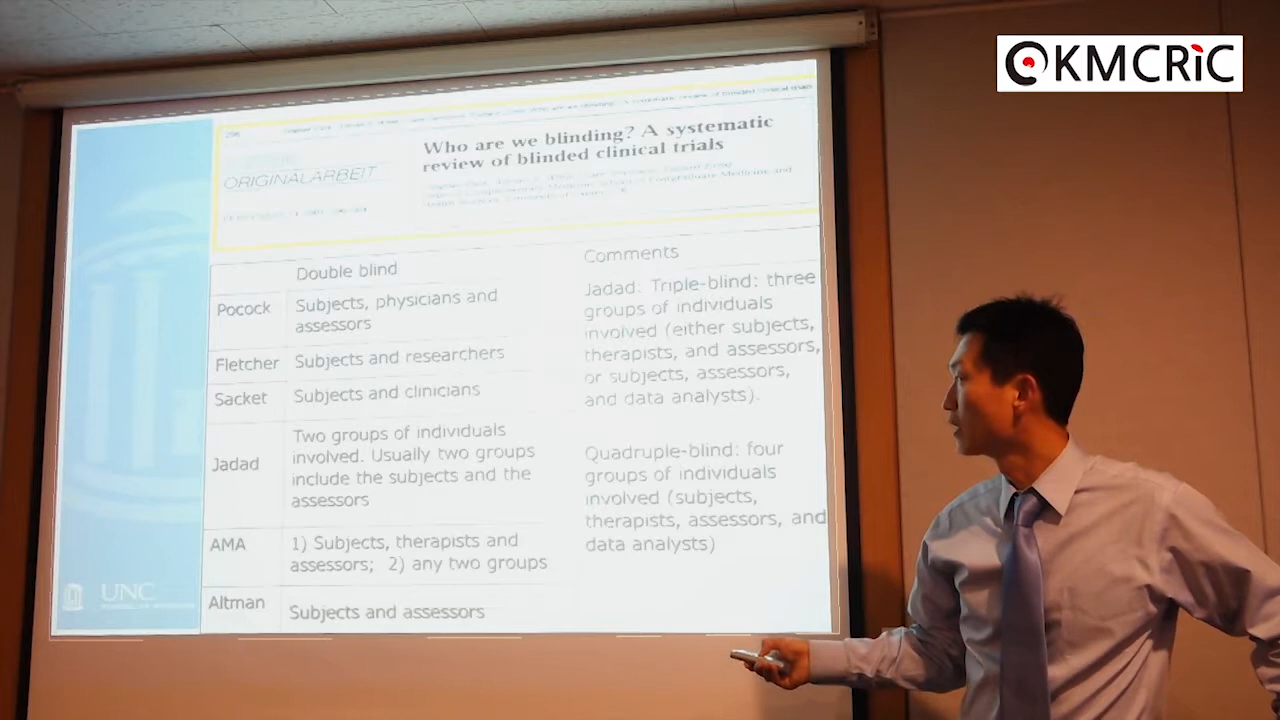 KMCRiC
Who are we blinding? A systematic
review of blinded clinical trials
ORIGINALARBEIT
Double blind
Comments
Pocock
Subjects, physicians and
assessors
Fletcher
Subjects and researchers
Sacket
Subjects and clinicians
Jadad
Two groups of individuals
involved. Usually two groups
include the subjects and the
assessors
AMA
1) Subjects, therapists and
assessors; 2) any two groups
Altman
Subjects and assessors
Jadad: Triple-blind: three
groups of individuals
involved (either subjects,
therapists, and assessors,
or subjects, assessors,
and data analysts).
Quadruple-blind: four
groups of individuals
involved (subjects,
therapists, assessors, and
data analysts)
UNC